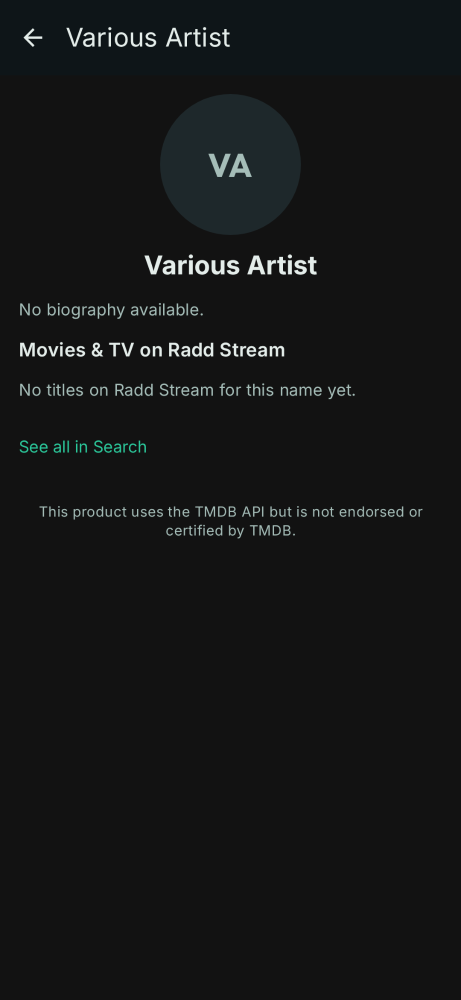 Various Artist
VA
Various Artist
No biography available.
Movies & TV on Radd Stream
No titles on Radd Stream for this name yet.
See all in Search
This product uses the TMDB API but is not endorsed or
certified by TMDB.